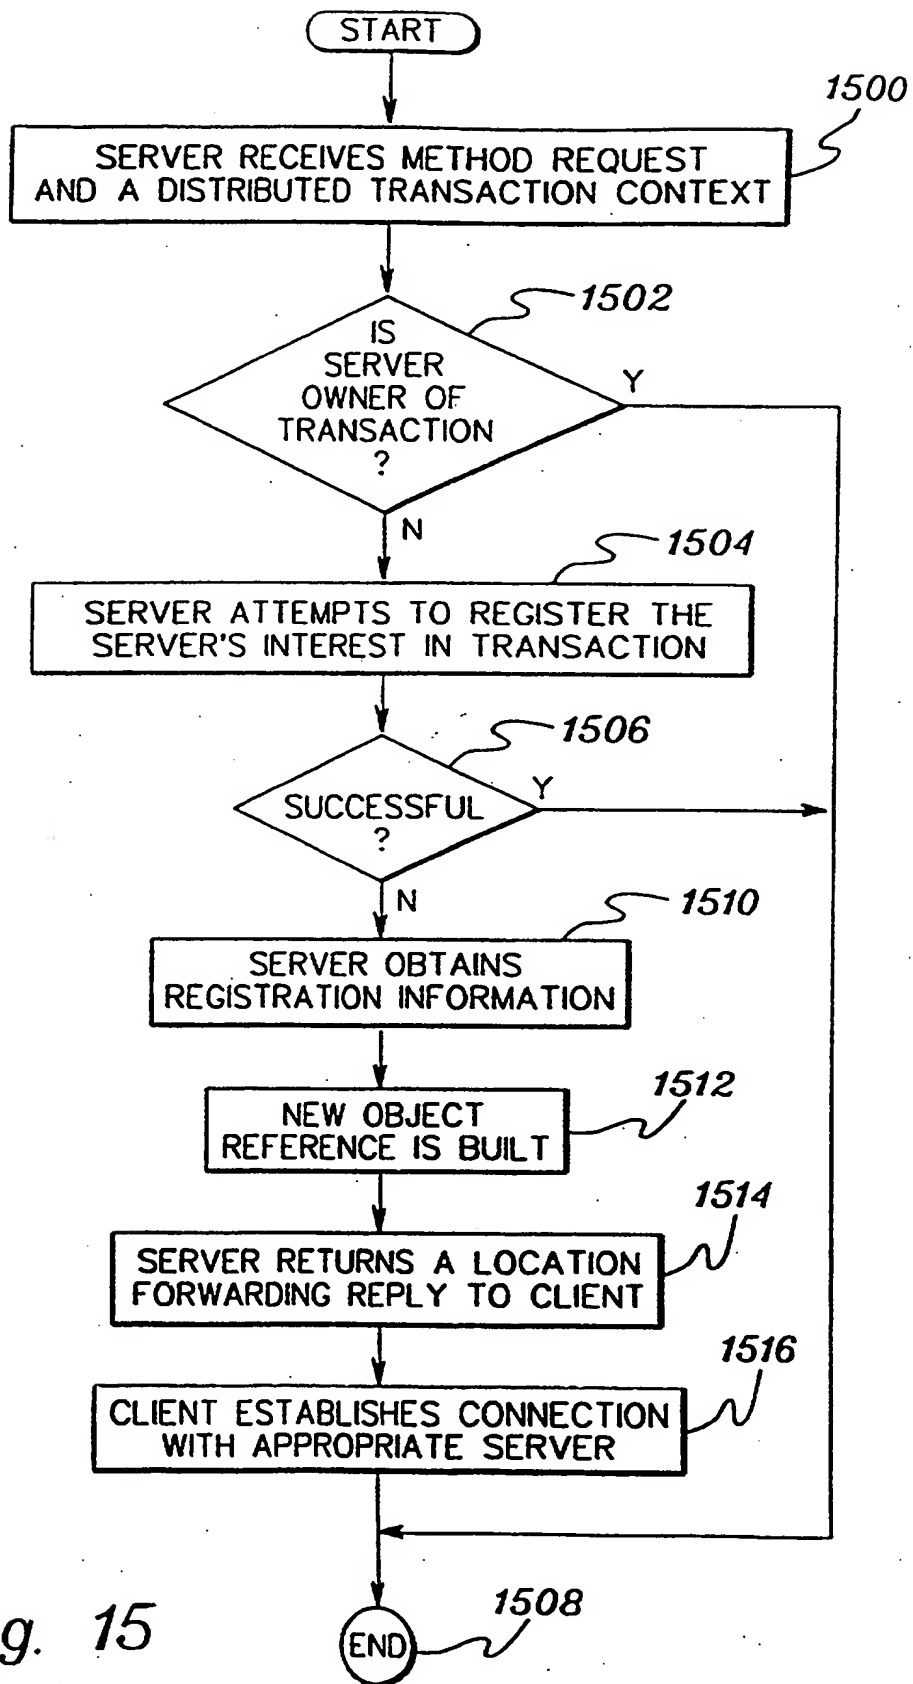 START
1500
SERVER RECEIVES METHOD REQUEST
AND A DISTRIBUTED TRANSACTION CONTEXT
1502
IS
SERVER
OWNER OF
TRANSACTION
?
Y
N
1504
SERVER ATTEMPTS TO REGISTER THE
SERVER'S INTEREST IN TRANSACTION
1506
SUCCESSFUL
?
Y
N
1510
SERVER OBTAINS
REGISTRATION INFORMATION
1512
NEW OBJECT
REFERENCE IS BUILT
1514
SERVER RETURNS A LOCATION
FORWARDING REPLY TO CLIENT
1516
CLIENT ESTABLISHES CONNECTION
WITH APPROPRIATE SERVER
1508
END
g. 15